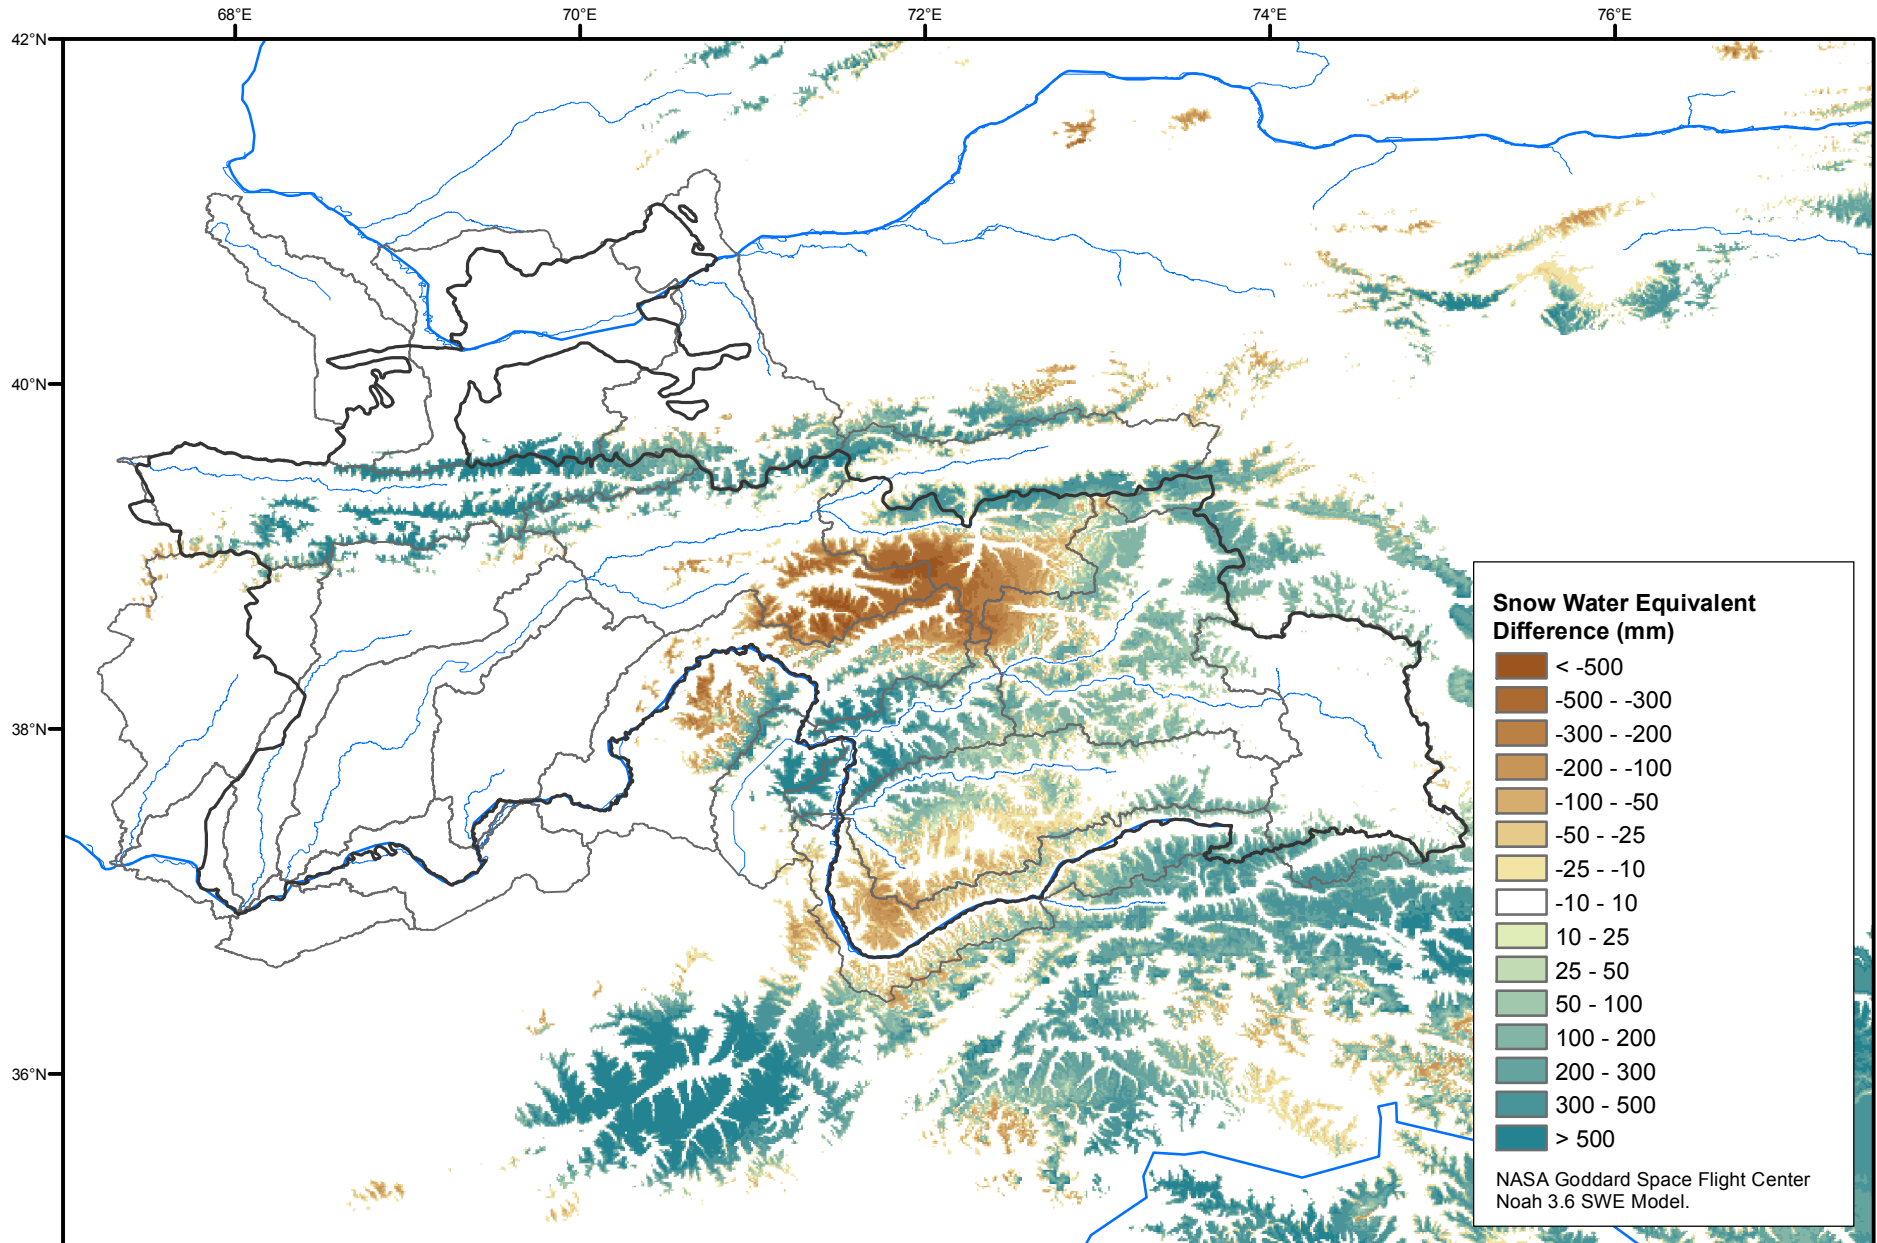 68°E 70°E 72°E 74°E 76°E
42°N
40°N
38°N
36°N
Snow Water Equivalent
Difference (mm)
< -500
-500 - -300
-300 - -200
-200 - -100
-100 - -50
-50 - -25
-25 - -10
-10 - 10
10 - 25
25 - 50
50 - 100
100 - 200
200 - 300
300 - 500
> 500
NASA Goddard Space Flight Center
Noah 3.6 SWE Model.